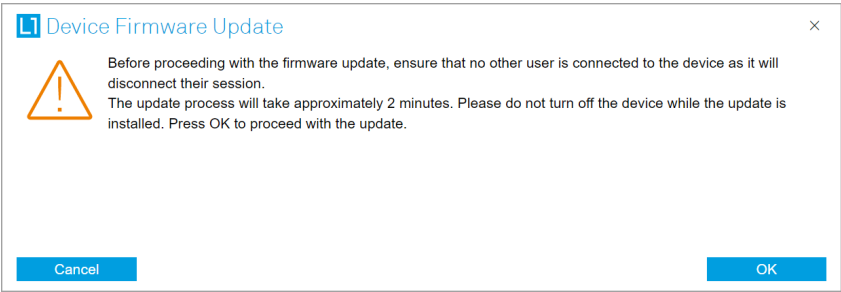 L1 Device Firmware Update
Before proceeding with the firmware update, ensure that no other user is connected to the device as it will
disconnect their session.
The update process will take approximately 2 minutes. Please do not turn off the device while the update is
installed. Press OK to proceed with the update.
Cancel
OK